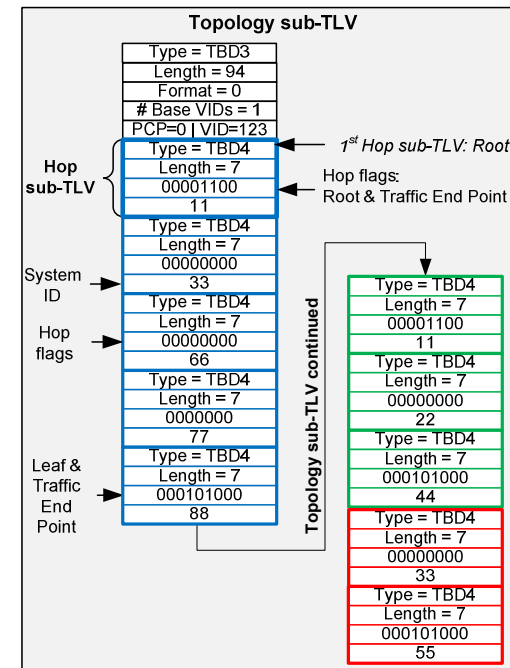 Topology sub-TLV
Type = TBD3
Length = 94
Format = 0
# Base VIDs = 1
PCP=0 | VID=123
Type = TBD4
Length = 7
00001100
11
Hop
sub-TLV
1st Hop sub-TLV: Root
Hop flags:
Root & Traffic End Point
Type = TBD4
Length = 7
00000000
33
System
ID
Type = TBD4
Length = 7
00000000
66
Hop
flags
Type = TBD4
Length = 7
0000000
77
Type = TBD4
Length = 7
000101000
88
Leaf &
Traffic
End
Point
Topology sub-TLV continued
Type = TBD4
Length = 7
00001100
11
Type = TBD4
Length = 7
00000000
22
Type = TBD4
Length = 7
000101000
44
Type = TBD4
Length = 7
00000000
33
Type = TBD4
Length = 7
000101000
55